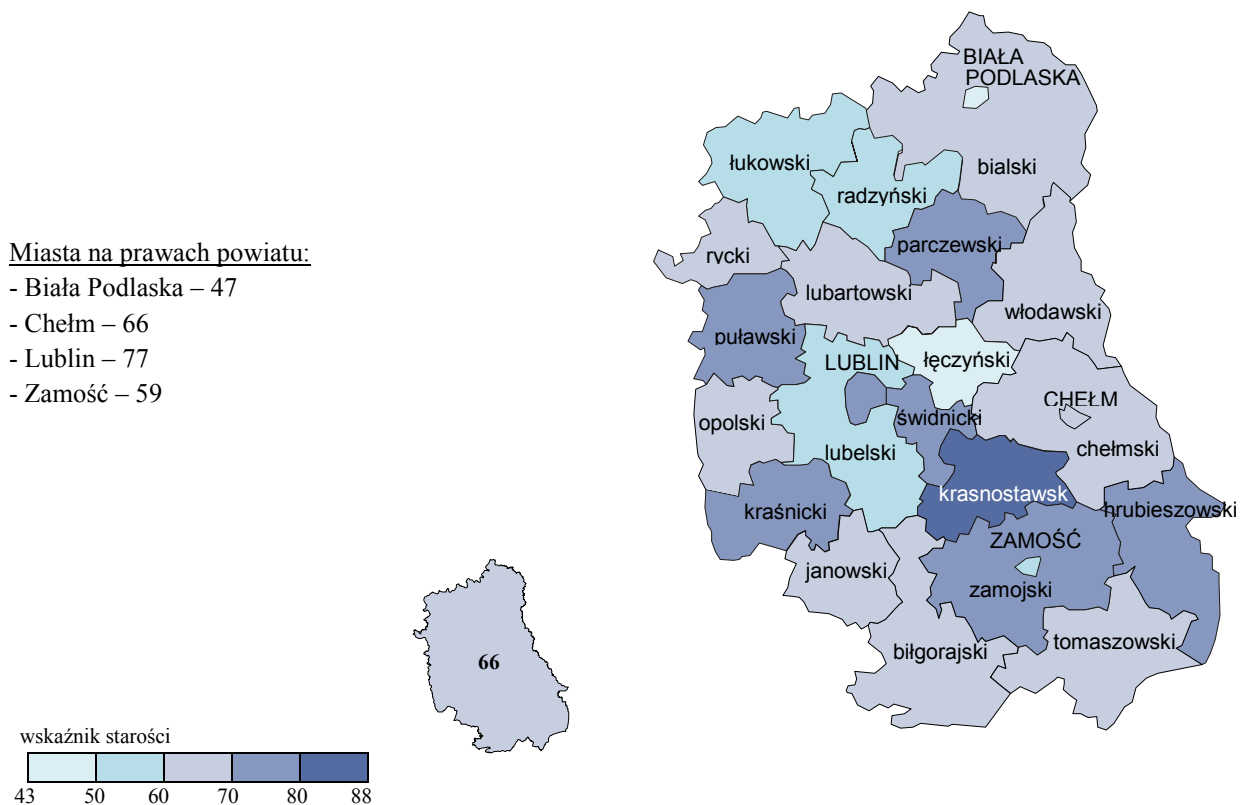 BIAŁA
PODLASKA
łukowski
bialski
radzyński
parczewski
rycki
lubartowski
włodawski
Miasta na prawach powiatu:
- Biała Podlaska – 47
- Chełm – 66
- Lublin – 77
- Zamość – 59
puławski
LUBLIN
łęczyński
CHEŁM
opolski
świdnicki
chełmski
lubelski
krasnostawsk
kraśnicki
hrubieszowski
ZAMOŚĆ
janowski
zamojski
tomaszowski
biłgorajski
66
wskaźnik starości
43 50 60 70 80 88